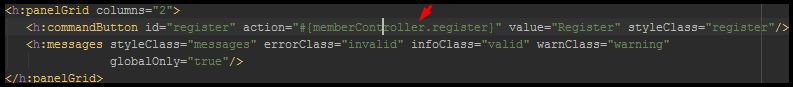 <h:panelGrid columns="2">
<h:commandButton id="register" action="#{memberController.register}" value="Register" styleClass="register"/>
<h:messages styleClass="messages" errorClass="invalid" infoClass="valid" warnClass="warning"
globalOnly="true"/>
</h:panelGrid>